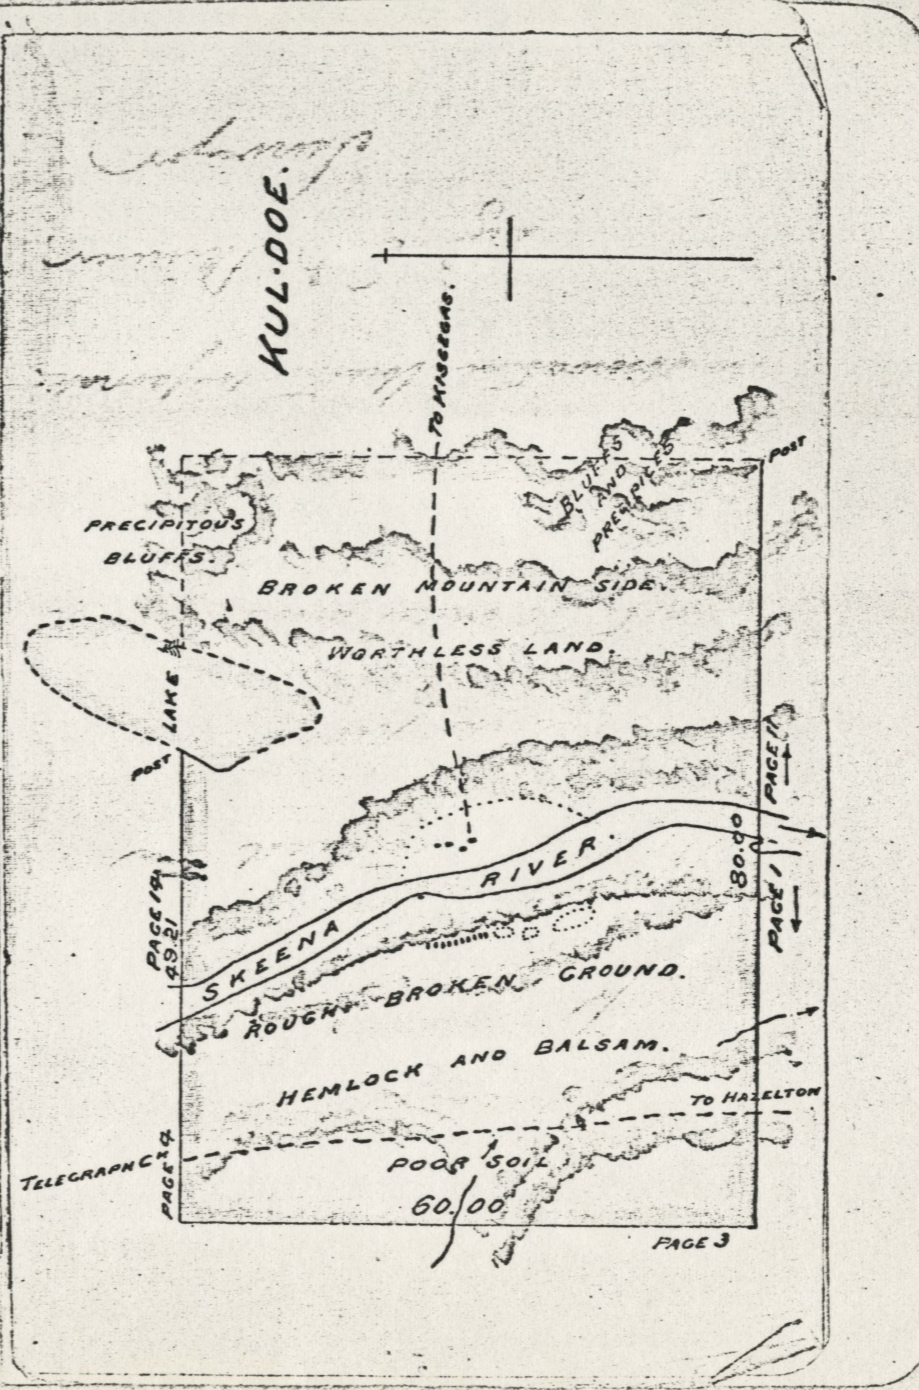 KUL-DOE.
TO KISGEGAS.
POST
BLUFFS
AND
PRECIPICES
PRECIPITOUS
BLUFFS.
BROKEN MOUNTAIN SIDE.
WORTHLESS LAND.
LAKE
POST
PAGE 11
80.00
PAGE 1
RIVER.
SKEENA
PAGE 19
49.21
ROUGH BROKEN GROUND.
HEMLOCK AND BALSAM.
TO HAZELTON
TELEGRAPH
PAGE 4
POOR SOIL
60.00
PAGE 3